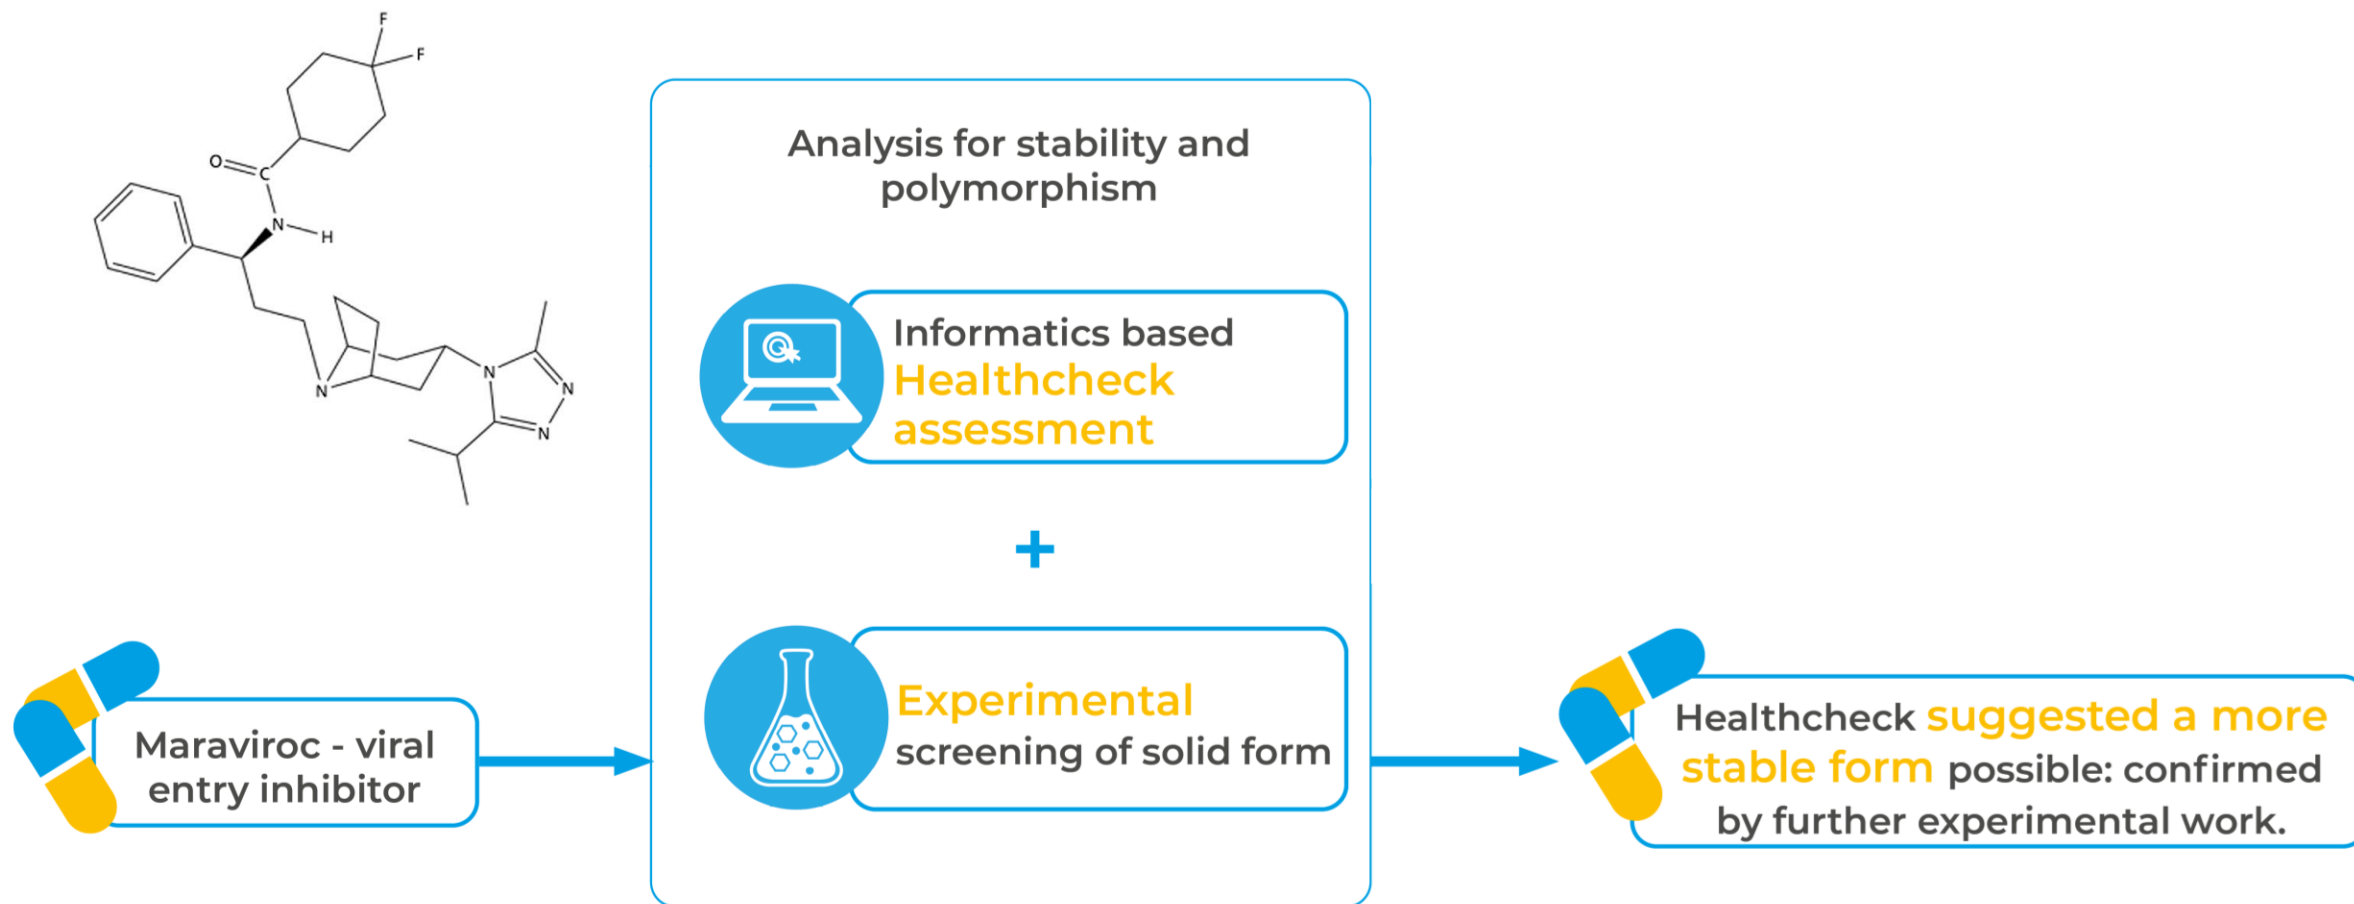 F
F
O
C
N
H
N
N
N
N
Maraviroc - viral
entry inhibitor
Analysis for stability and
polymorphism
Informatics based
Healthcheck
assessment
+
Experimental
screening of solid form
Healthcheck suggested a more
stable form possible: confirmed
by further experimental work.